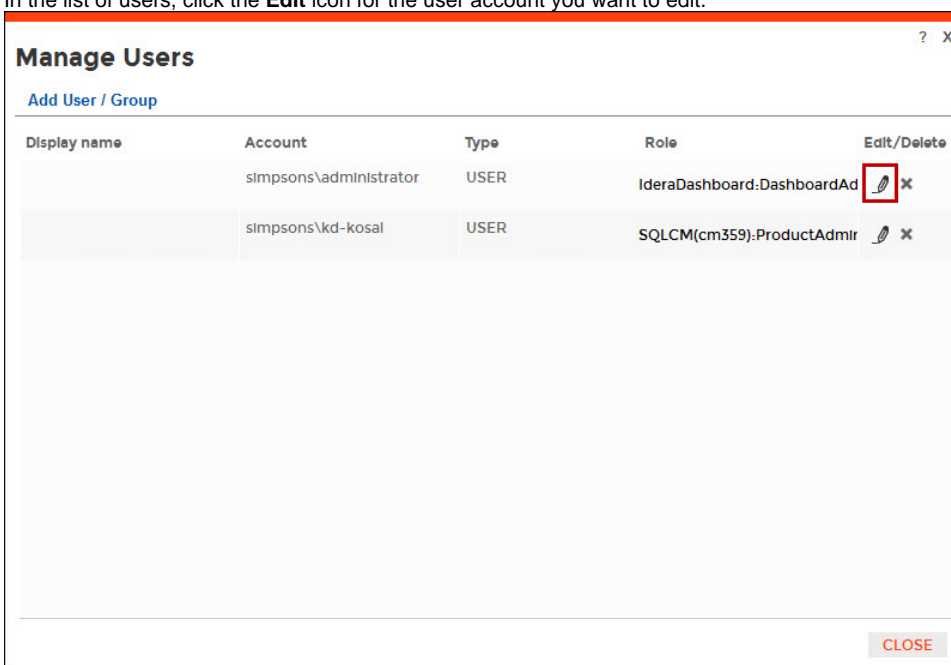 In the list of users, click the Edit icon for the user account you want to edit.
? X
Manage Users
Add User / Group
Display name Account Type Role Edit/Delete
simpsons\administrator USER IderaDashboard:DashboardAd
simpsons\kd-kosal USER SQLCM(cm359):ProductAdmin
CLOSE